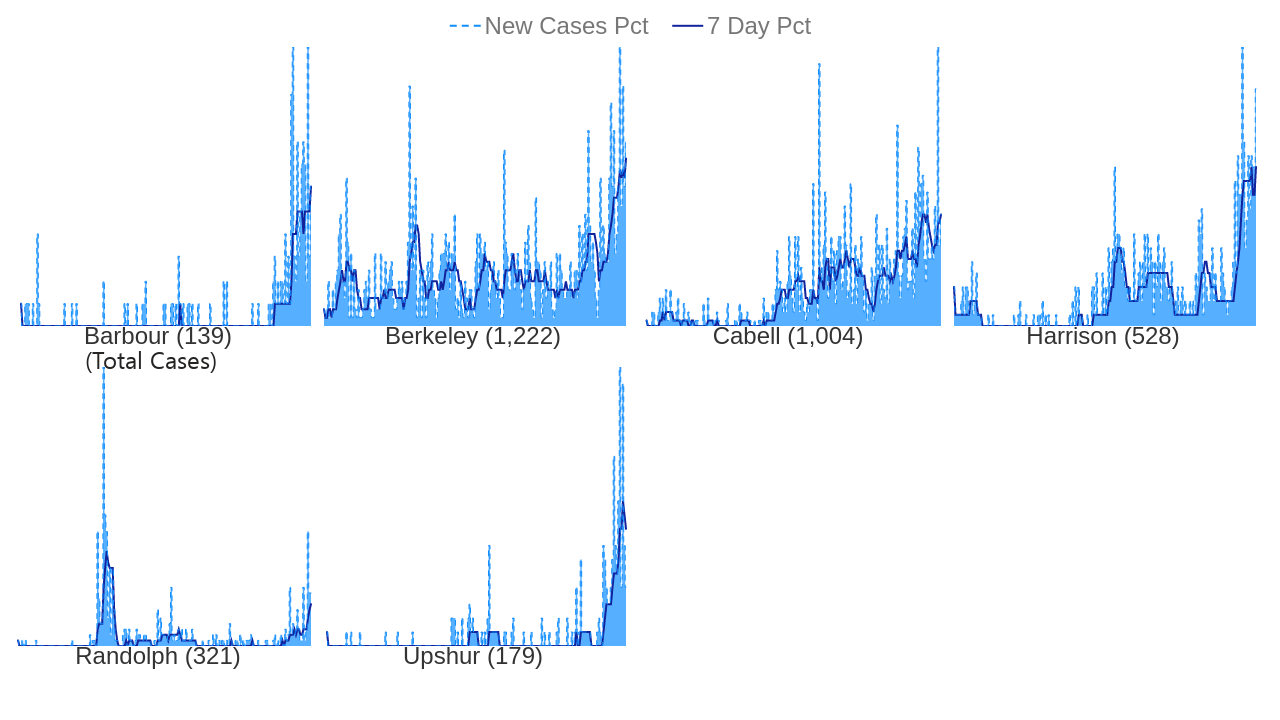 New Cases Pct 7 Day Pct
Barbour (139) Berkeley (1,222) Cabell (1,004) Harrison (528)
(Total Cases)
Randolph (321) Upshur (179)